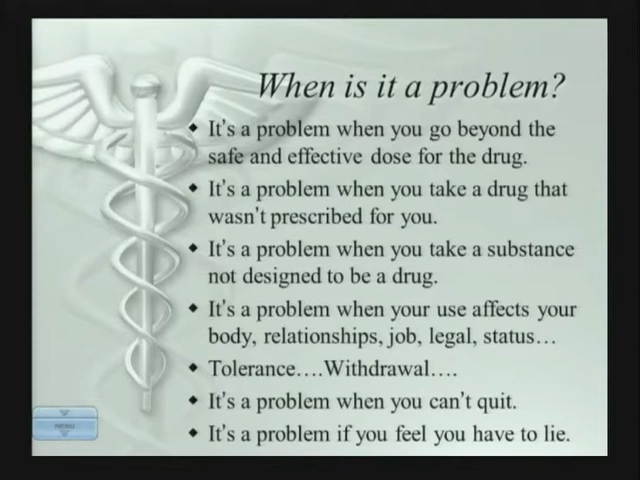 When is it a problem?
◆ It's a problem when you go beyond the
safe and effective dose for the drug.
◆ It's a problem when you take a drug that
wasn't prescribed for you.
◆ It's a problem when you take a substance
not designed to be a drug.
◆ It's a problem when your use affects your
body, relationships, job, legal, status…
◆ Tolerance….Withdrawal….
◆ It's a problem when you can't quit.
◆ It's a problem if you feel you have to lie.
MENU